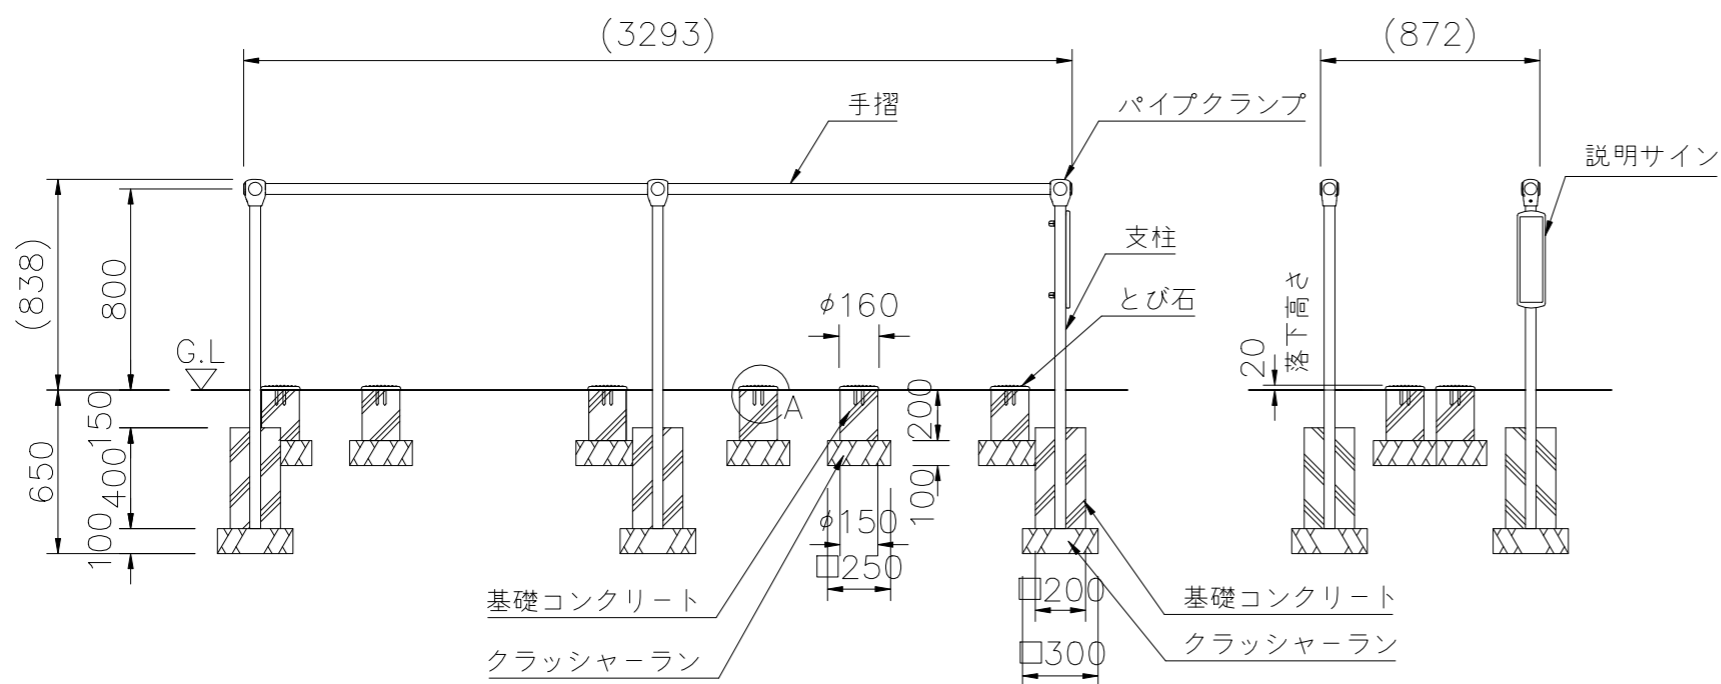 (3293)
(872)
手摺
パイプクランプ
説明サイン
支柱
とび石
(838)
800
φ160
落下高さ
20
G.L
A
150
650
400
100
200
100
φ150
□250
□200
□300
基礎コンクリート
クラッシャーラン
基礎コンクリート
クラッシャーラン